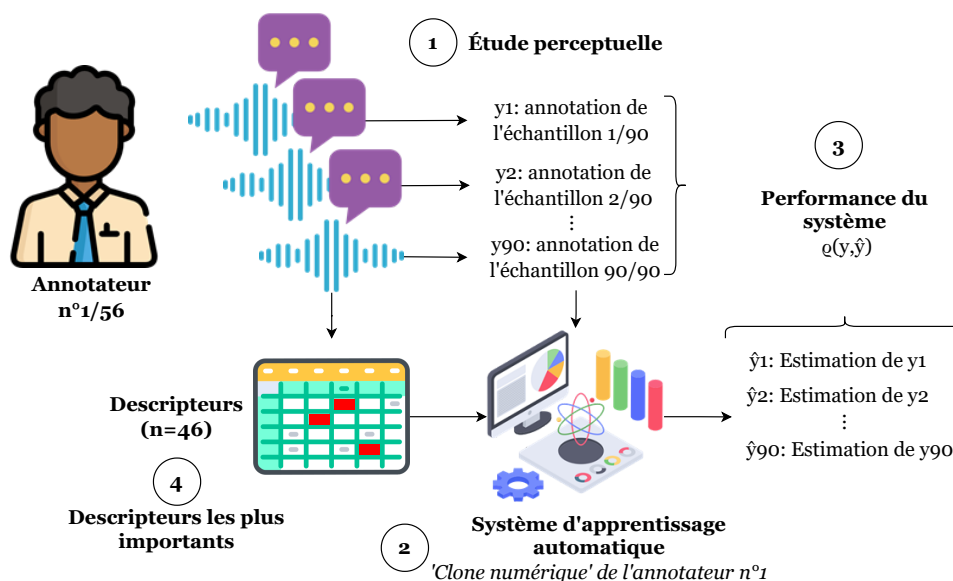 1
Étude perceptuelle
y1: annotation de
l'échantillon 1/90
y2: annotation de
l'échantillon 2/90
⋮
y90: annotation de
l'échantillon 90/90
3
Performance du
système
ϱ(y,ŷ)
Annotateur
n°1/56
Descripteurs
(n=46)
4
Descripteurs les plus
importants
ŷ1: Estimation de y1
ŷ2: Estimation de y2
⋮
ŷ90: Estimation de y90
2
Système d'apprentissage
automatique
'Clone numérique' de l'annotateur n°1